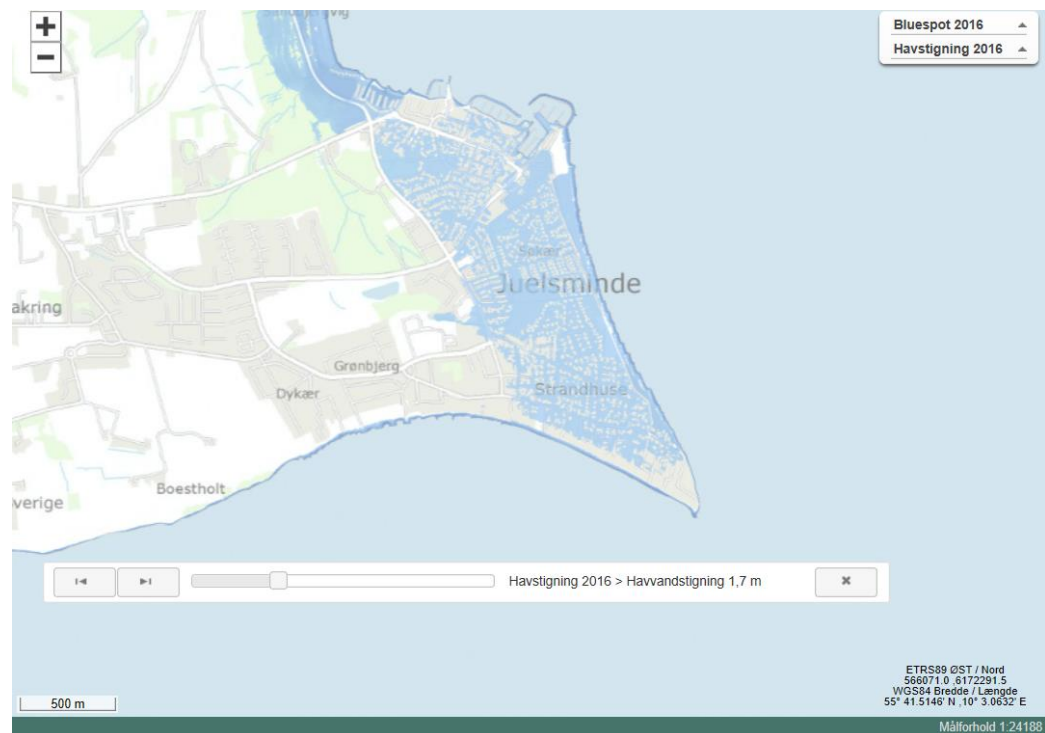 +
Bluespot 2016
Havstigning 2016
−
Søkær
Juelsminde
akring
Grønbjerg
Dykær
Strandhuse
Boestholt
verige
Havstigning 2016 > Havvandstigning 1,7 m
ETRS89 ØST / Nord
566071.0 ,6172291.5
WGS84 Bredde / Længde
55° 41.5146' N ,10° 3.0632' E
500 m
Målforhold 1:24188